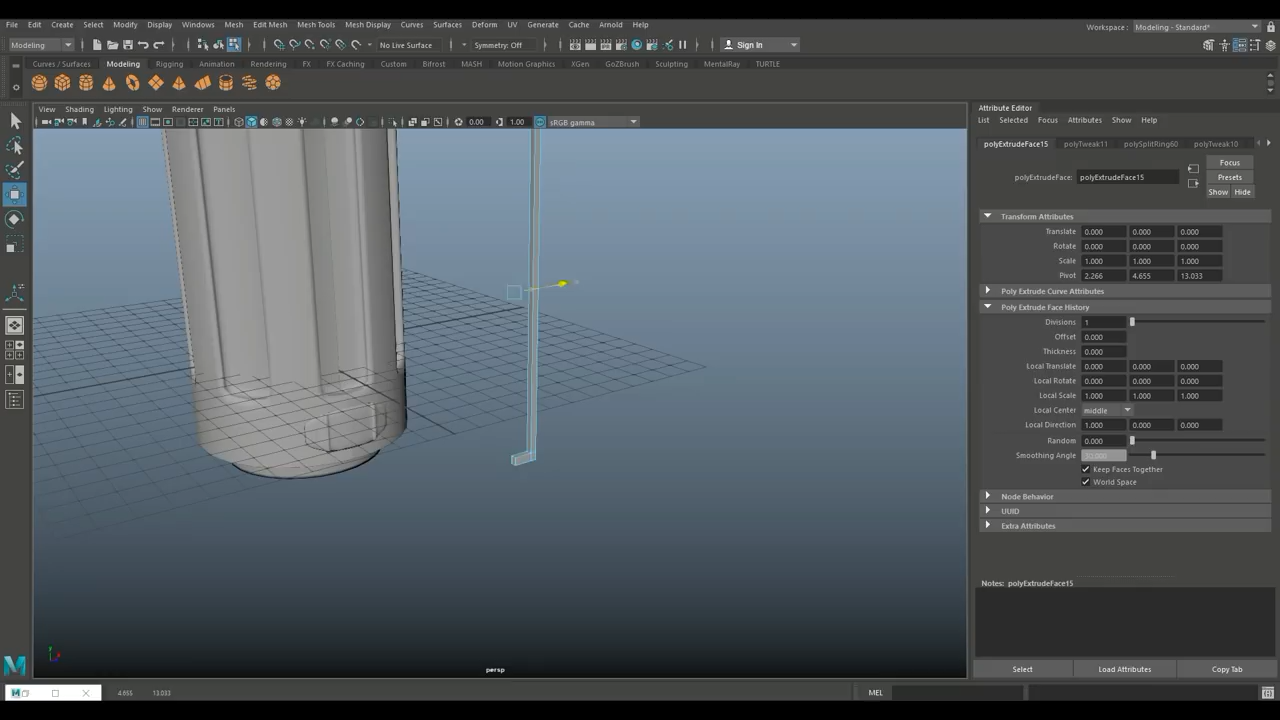 File Edit Create Select Modify Display Windows Mesh Edit Mesh Mesh Tools Mesh Display Curves Surfaces Deform UV Generate Cache Arnold Help
Workspace : Modeling - Standard*
Modeling No Live Surface Symmetry: Off Sign In
Curves / Surfaces Modeling Rigging Animation Rendering FX FX Caching Custom Bifrost MASH Motion Graphics XGen GoZBrush Sculpting MentalRay TURTLE
View Shading Lighting Show Renderer Panels
0.00 1.00 sRGB gamma
Attribute Editor
List Selected Focus Attributes Show Help
polyExtrudeFace15 polyTweak11 polySplitRing60 polyTweak10
Focus
polyExtrudeFace: polyExtrudeFace15 Presets
Show Hide
Transform Attributes
Translate 0.000 0.000 0.000
Rotate 0.000 0.000 0.000
Scale 1.000 1.000 1.000
Pivot 2.266 4.655 13.033
Poly Extrude Curve Attributes
Poly Extrude Face History
Divisions 1
Offset 0.000
Thickness 0.000
Local Translate 0.000 0.000 0.000
Local Rotate 0.000 0.000 0.000
Local Scale 1.000 1.000 1.000
Local Center middle
Local Direction 1.000 0.000 0.000
Random 0.000
Smoothing Angle 30.000
Keep Faces Together
World Space
Node Behavior
UUID
Extra Attributes
Notes: polyExtrudeFace15
persp
Select Load Attributes Copy Tab
4.655 13.033 MEL